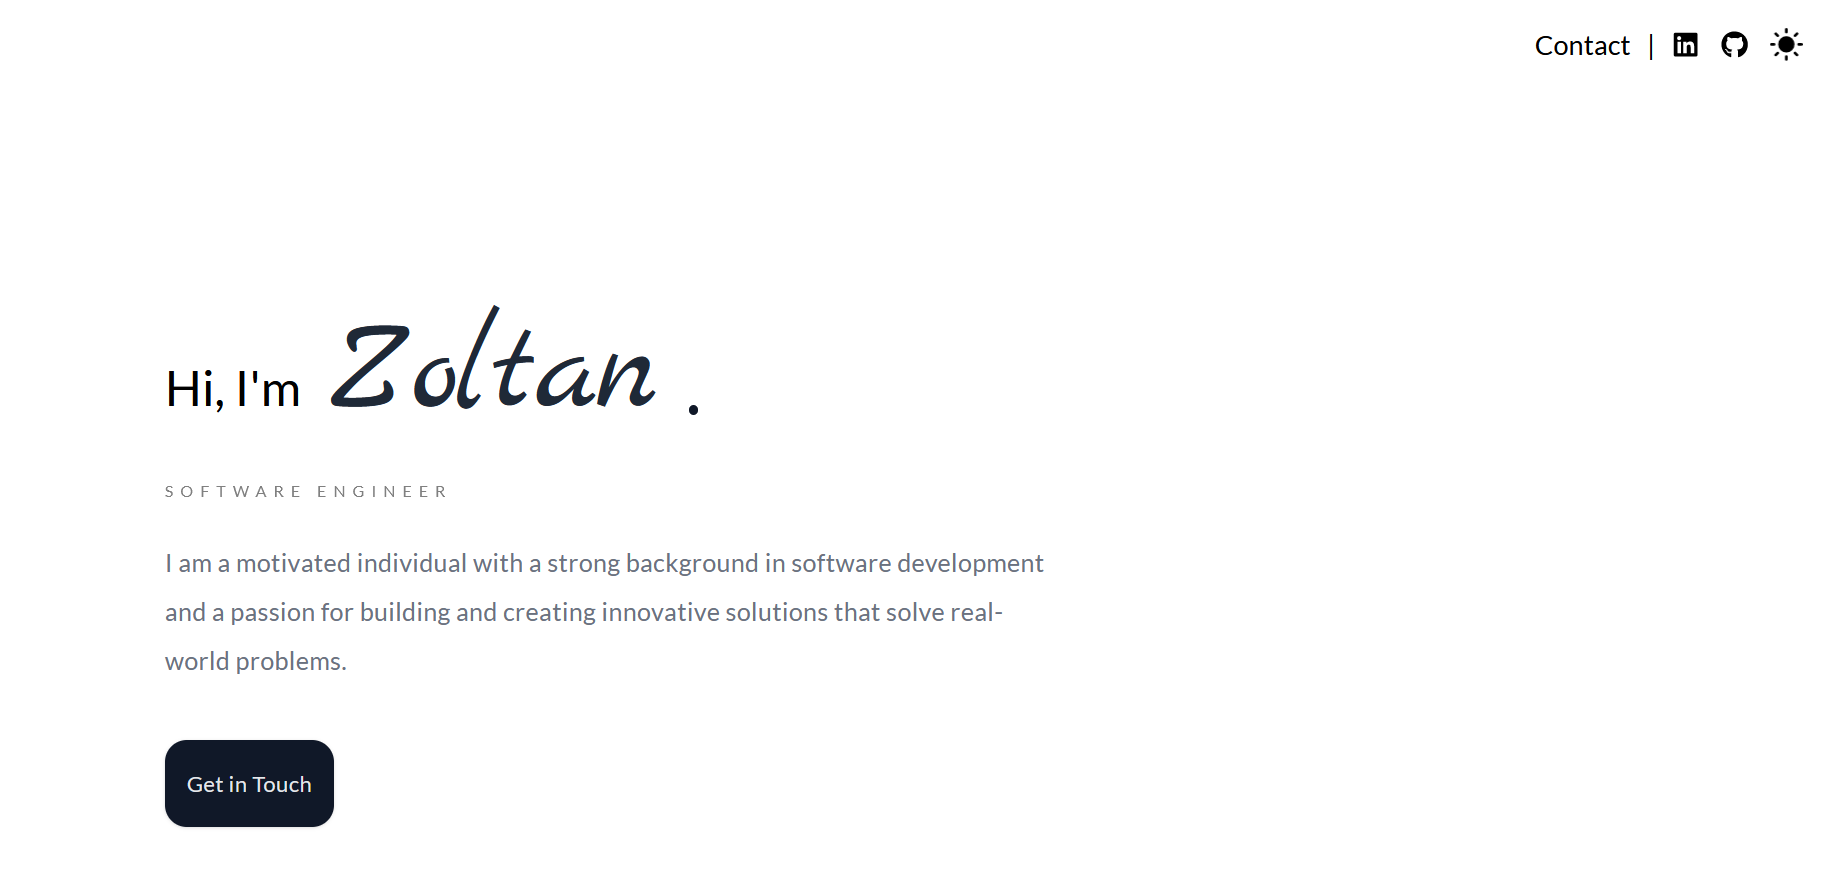 Contact |
Hi, I'm Zoltan .
SOFTWARE ENGINEER
I am a motivated individual with a strong background in software development
and a passion for building and creating innovative solutions that solve real-
world problems.
Get in Touch